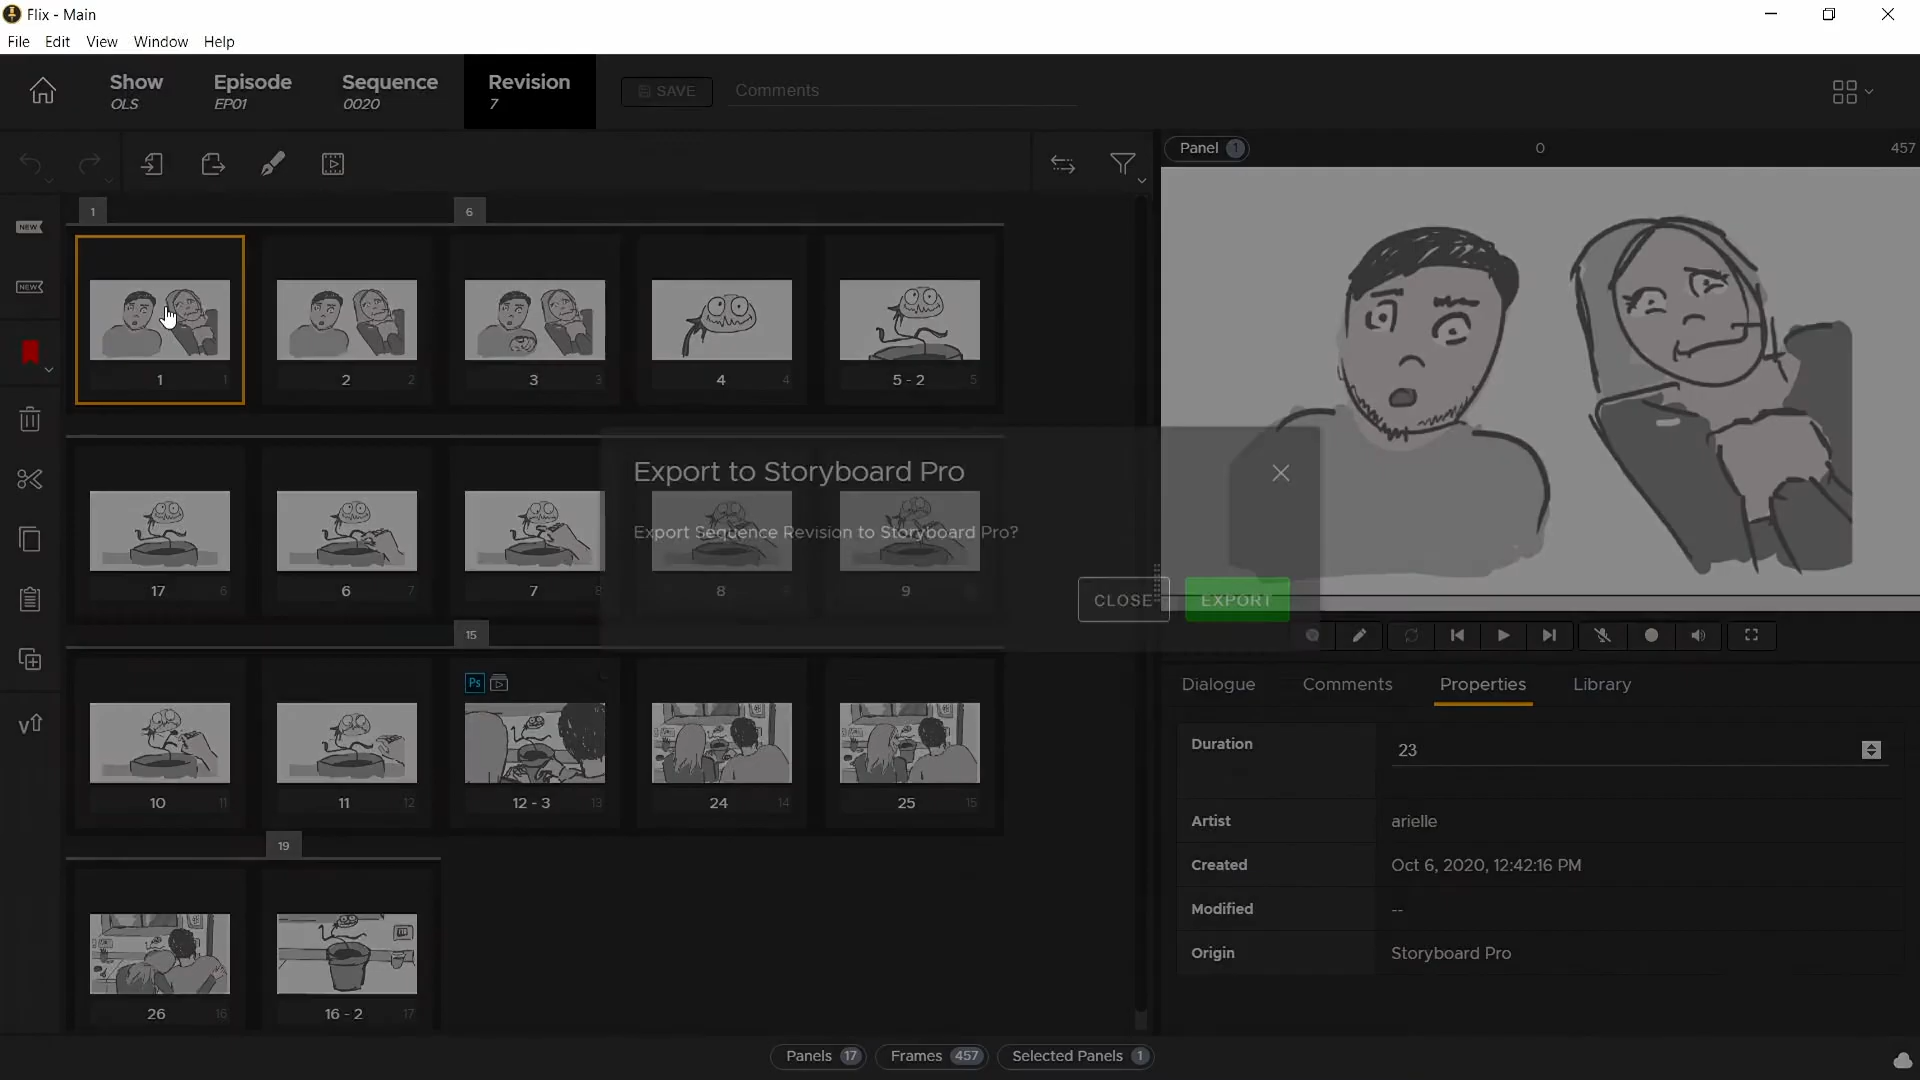 Flix - Main
File Edit View Window Help
Show Episode Sequence Revision
OLS EP01 0020 7
SAVE Comments
Panel 1 0 457
NEW
NEW
1 6
1 1 2 2 3 3 4 4 5 - 2 5
Export to Storyboard Pro
Export Sequence Revision to Storyboard Pro?
CLOSE EXPORT
17 6 6 7 7 8 8 9
15
Ps
10 11 11 12 12 - 3 13 24 14 25 15
19
26 16 16 - 2 17
Dialogue Comments Properties Library
Duration 23
Artist arielle
Created Oct 6, 2020, 12:42:16 PM
Modified --
Origin Storyboard Pro
Panels 17 Frames 457 Selected Panels 1